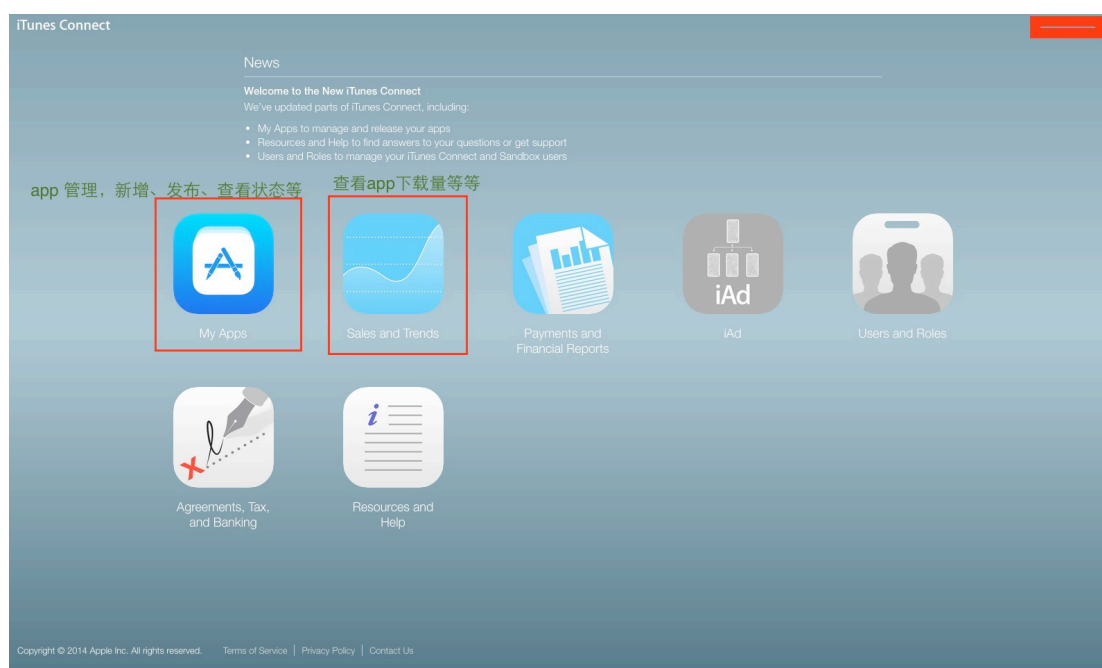 iTunes Connect
News
Welcome to the New iTunes Connect
We've updated parts of iTunes Connect, including:
• My Apps to manage and release your apps
• Resources and Help to find answers to your questions or get support
• Users and Roles to manage your iTunes Connect and Sandbox users
app 管理，新增、发布、查看状态等
查看app下载量等等
My Apps
Sales and Trends
Payments and
Financial Reports
iAd
iAd
Users and Roles
i
Agreements, Tax,
and Banking
Resources and
Help
Copyright © 2014 Apple Inc. All rights reserved. Terms of Service | Privacy Policy | Contact Us